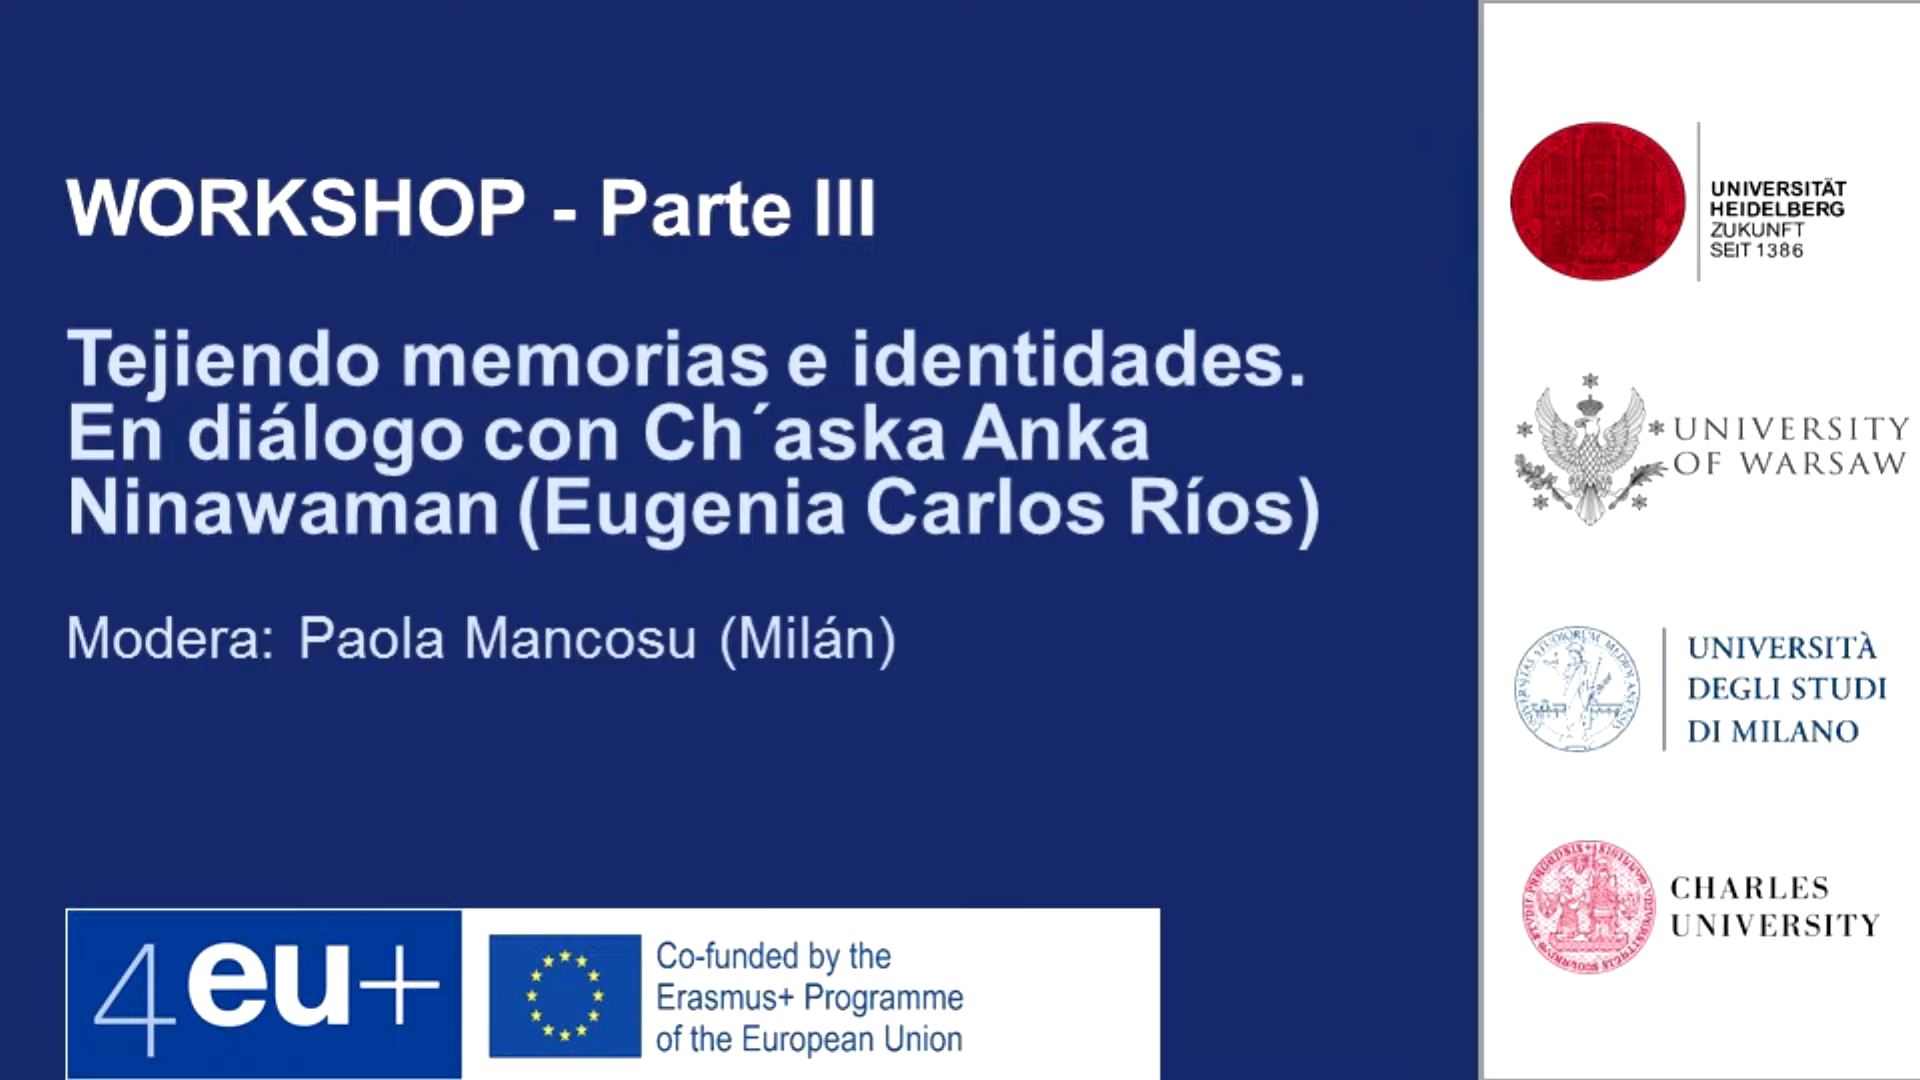 WORKSHOP - Parte III
Tejiendo memorias e identidades.
En diálogo con Ch´aska Anka
Ninawaman (Eugenia Carlos Ríos)
Modera: Paola Mancosu (Milán)
4eu+
Co-funded by the
Erasmus+ Programme
of the European Union
UNIVERSITÄT
HEIDELBERG
ZUKUNFT
SEIT 1386
UNIVERSITY
OF WARSAW
UNIVERSITÀ
DEGLI STUDI
DI MILANO
CHARLES
UNIVERSITY